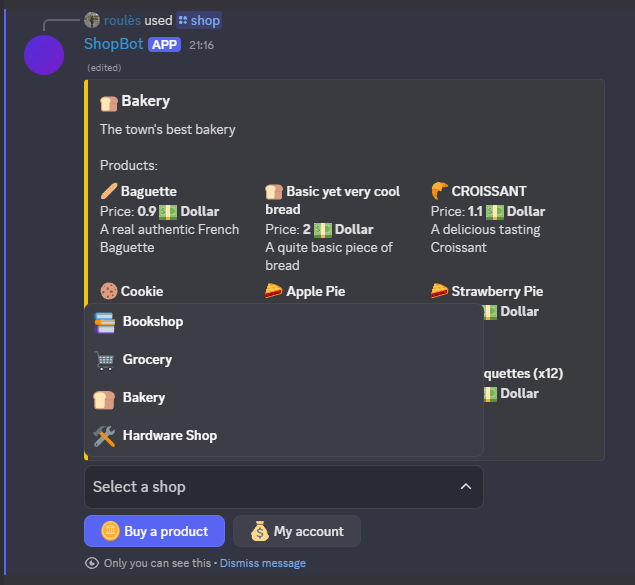 roulès used shop
ShopBot APP 21:16
(edited)
Bakery
The town's best bakery
Products:
Baguette
Price: 0.9 Dollar
A real authentic French
Baguette
Basic yet very cool
bread
Price: 2 Dollar
A quite basic piece of
bread
CROISSANT
Price: 1.1 Dollar
A delicious tasting
Croissant
Cookie
Apple Pie
Strawberry Pie
Dollar
quettes (x12)
Dollar
Bookshop
Grocery
Bakery
Hardware Shop
Select a shop
Buy a product
My account
Only you can see this • Dismiss message